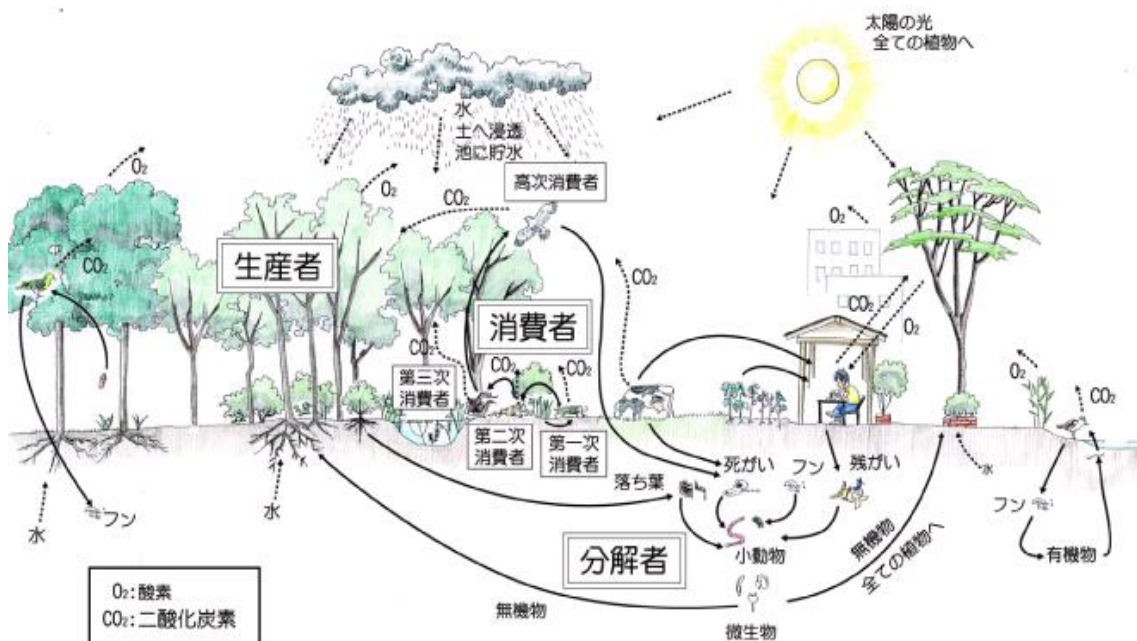 太陽の光
全ての植物へ
水
土へ浸透
池に貯水
高次消費者
O₂
O₂
CO₂
O₂
CO₂
生産者
消費者
CO₂
CO₂
CO₂
CO₂
CO₂
O₂
O₂
CO₂
第三次
消費者
第二次
消費者
第一次
消費者
死がい
フン
残がい
落ち葉
水
フン
水
水
フン
有機物
小動物
分解者
無機物
全ての植物へ
無機物
微生物
O₂:酸素
CO₂:二酸化炭素